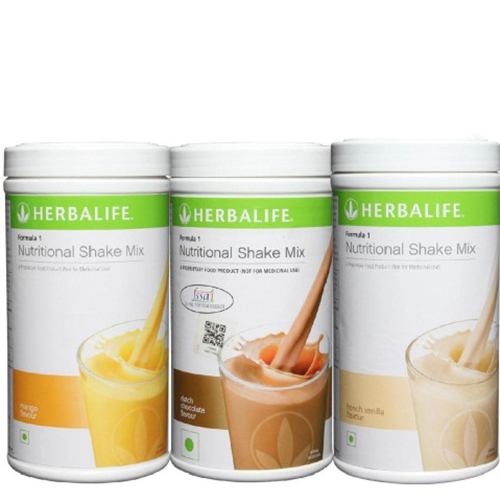 HERBALIFE
Formula 1
Nutritional Shake Mix
mango
flavour
HERBALIFE
Formula 1
Nutritional Shake Mix
A PROPRIETARY FOOD PRODUCT (NOT FOR MEDICINAL USE)
fssai
dutch
chocolate
flavour
HERBALIFE
Formula 1
Nutritional Shake Mix
french vanilla
flavour